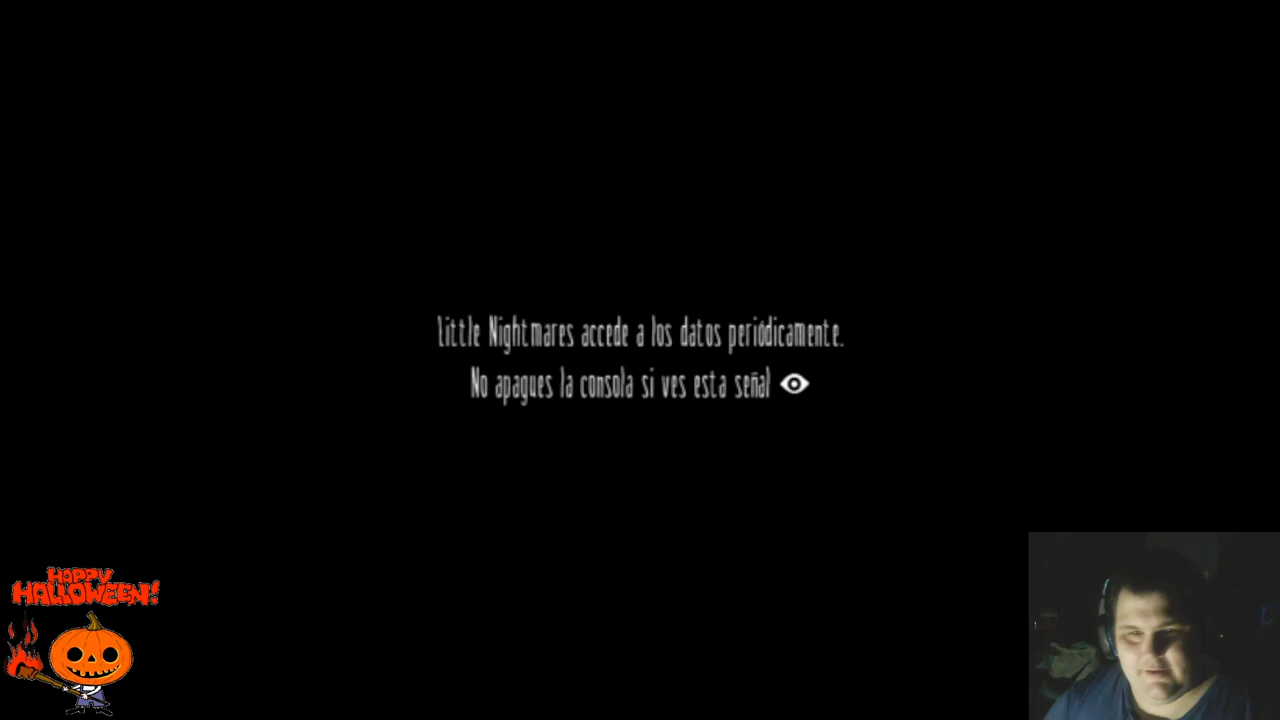 Little Nightmares accede a los datos periódicamente.
No apagues la consola si ves esta señal
HAPPY
HALLOWEEN!